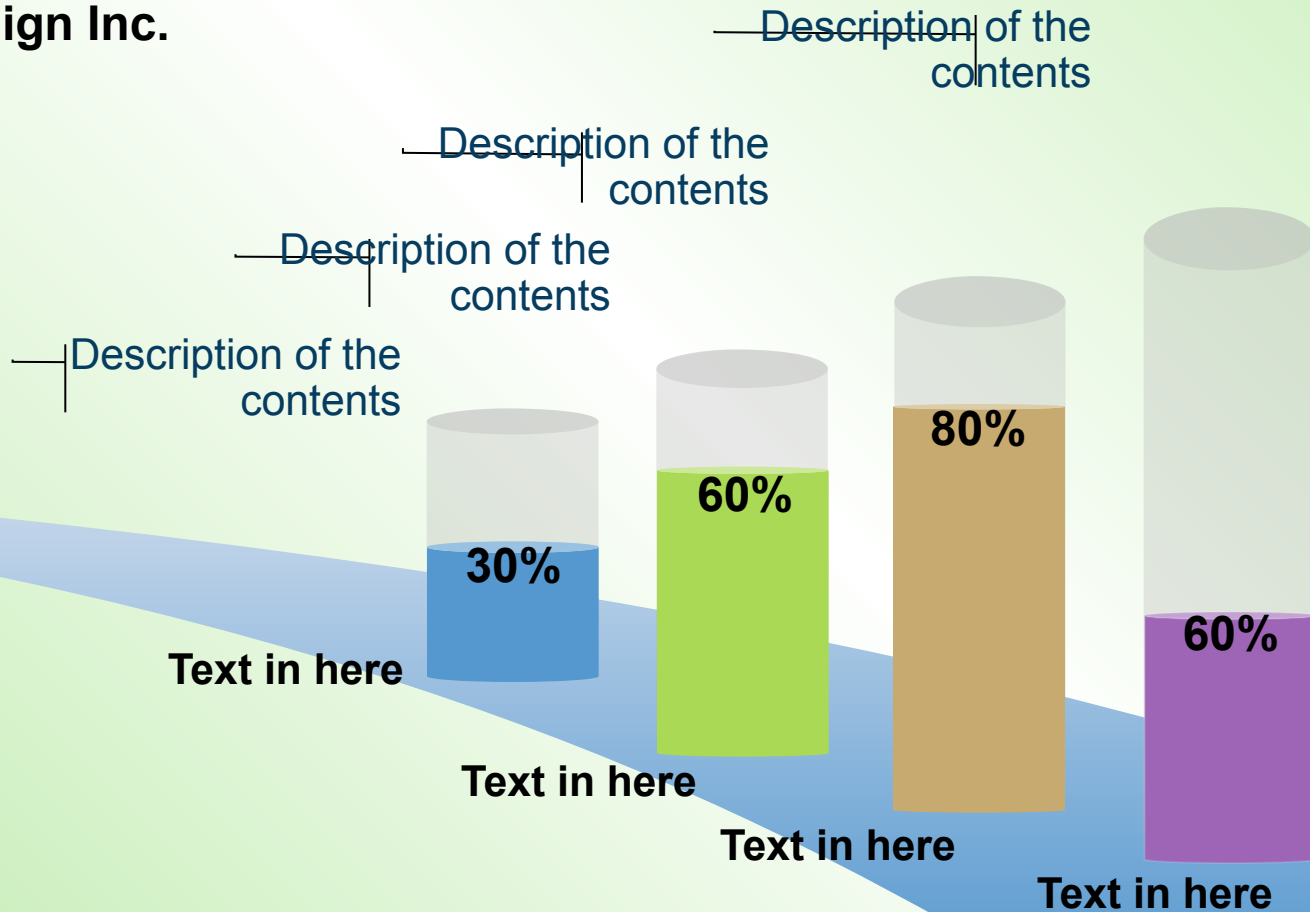 ign Inc.
Description of the
contents
Description of the
contents
Description of the
contents
Description of the
contents
80%
60%
30%
60%
Text in here
Text in here
Text in here
Text in here